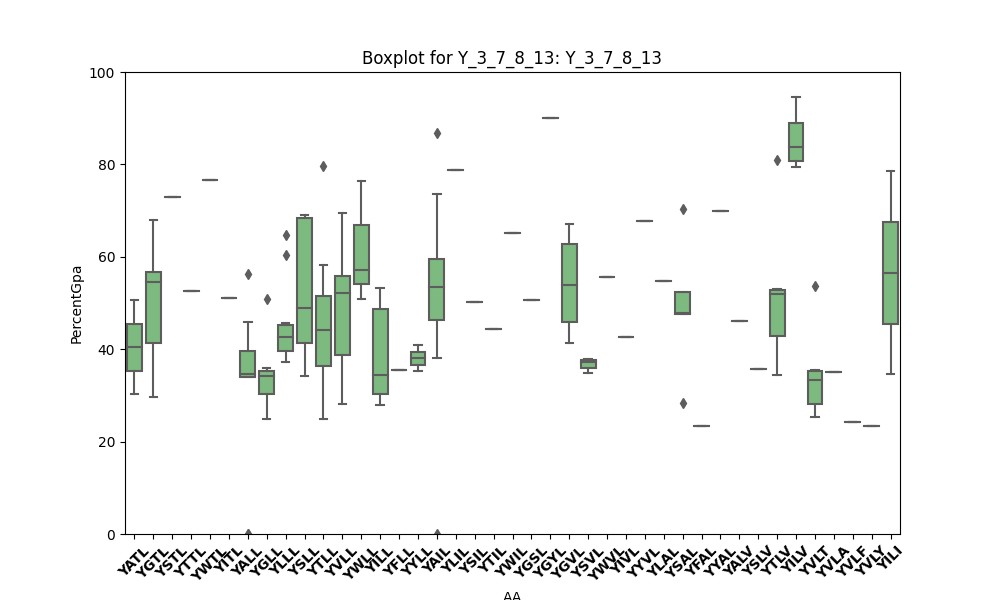 Boxplot for Y_3_7_8_13: Y_3_7_8_13
100
80
60
40
20
0
PercentGpa
YATL YGTL YSTL YTTL YWTL YITL YALL YGLL YLLL YSLL YTLL YVLL YWLL YILL YFLL YYLL YAIL YLIL YSIL YTIL YWIL YGSL YGYL YGVL YSVL YWVL YIVL YYVL YLAL YSAL YFAL YYAL YALV YSLV YTLV YILV YVLT YVLA YVLF YVLY YILI
AA